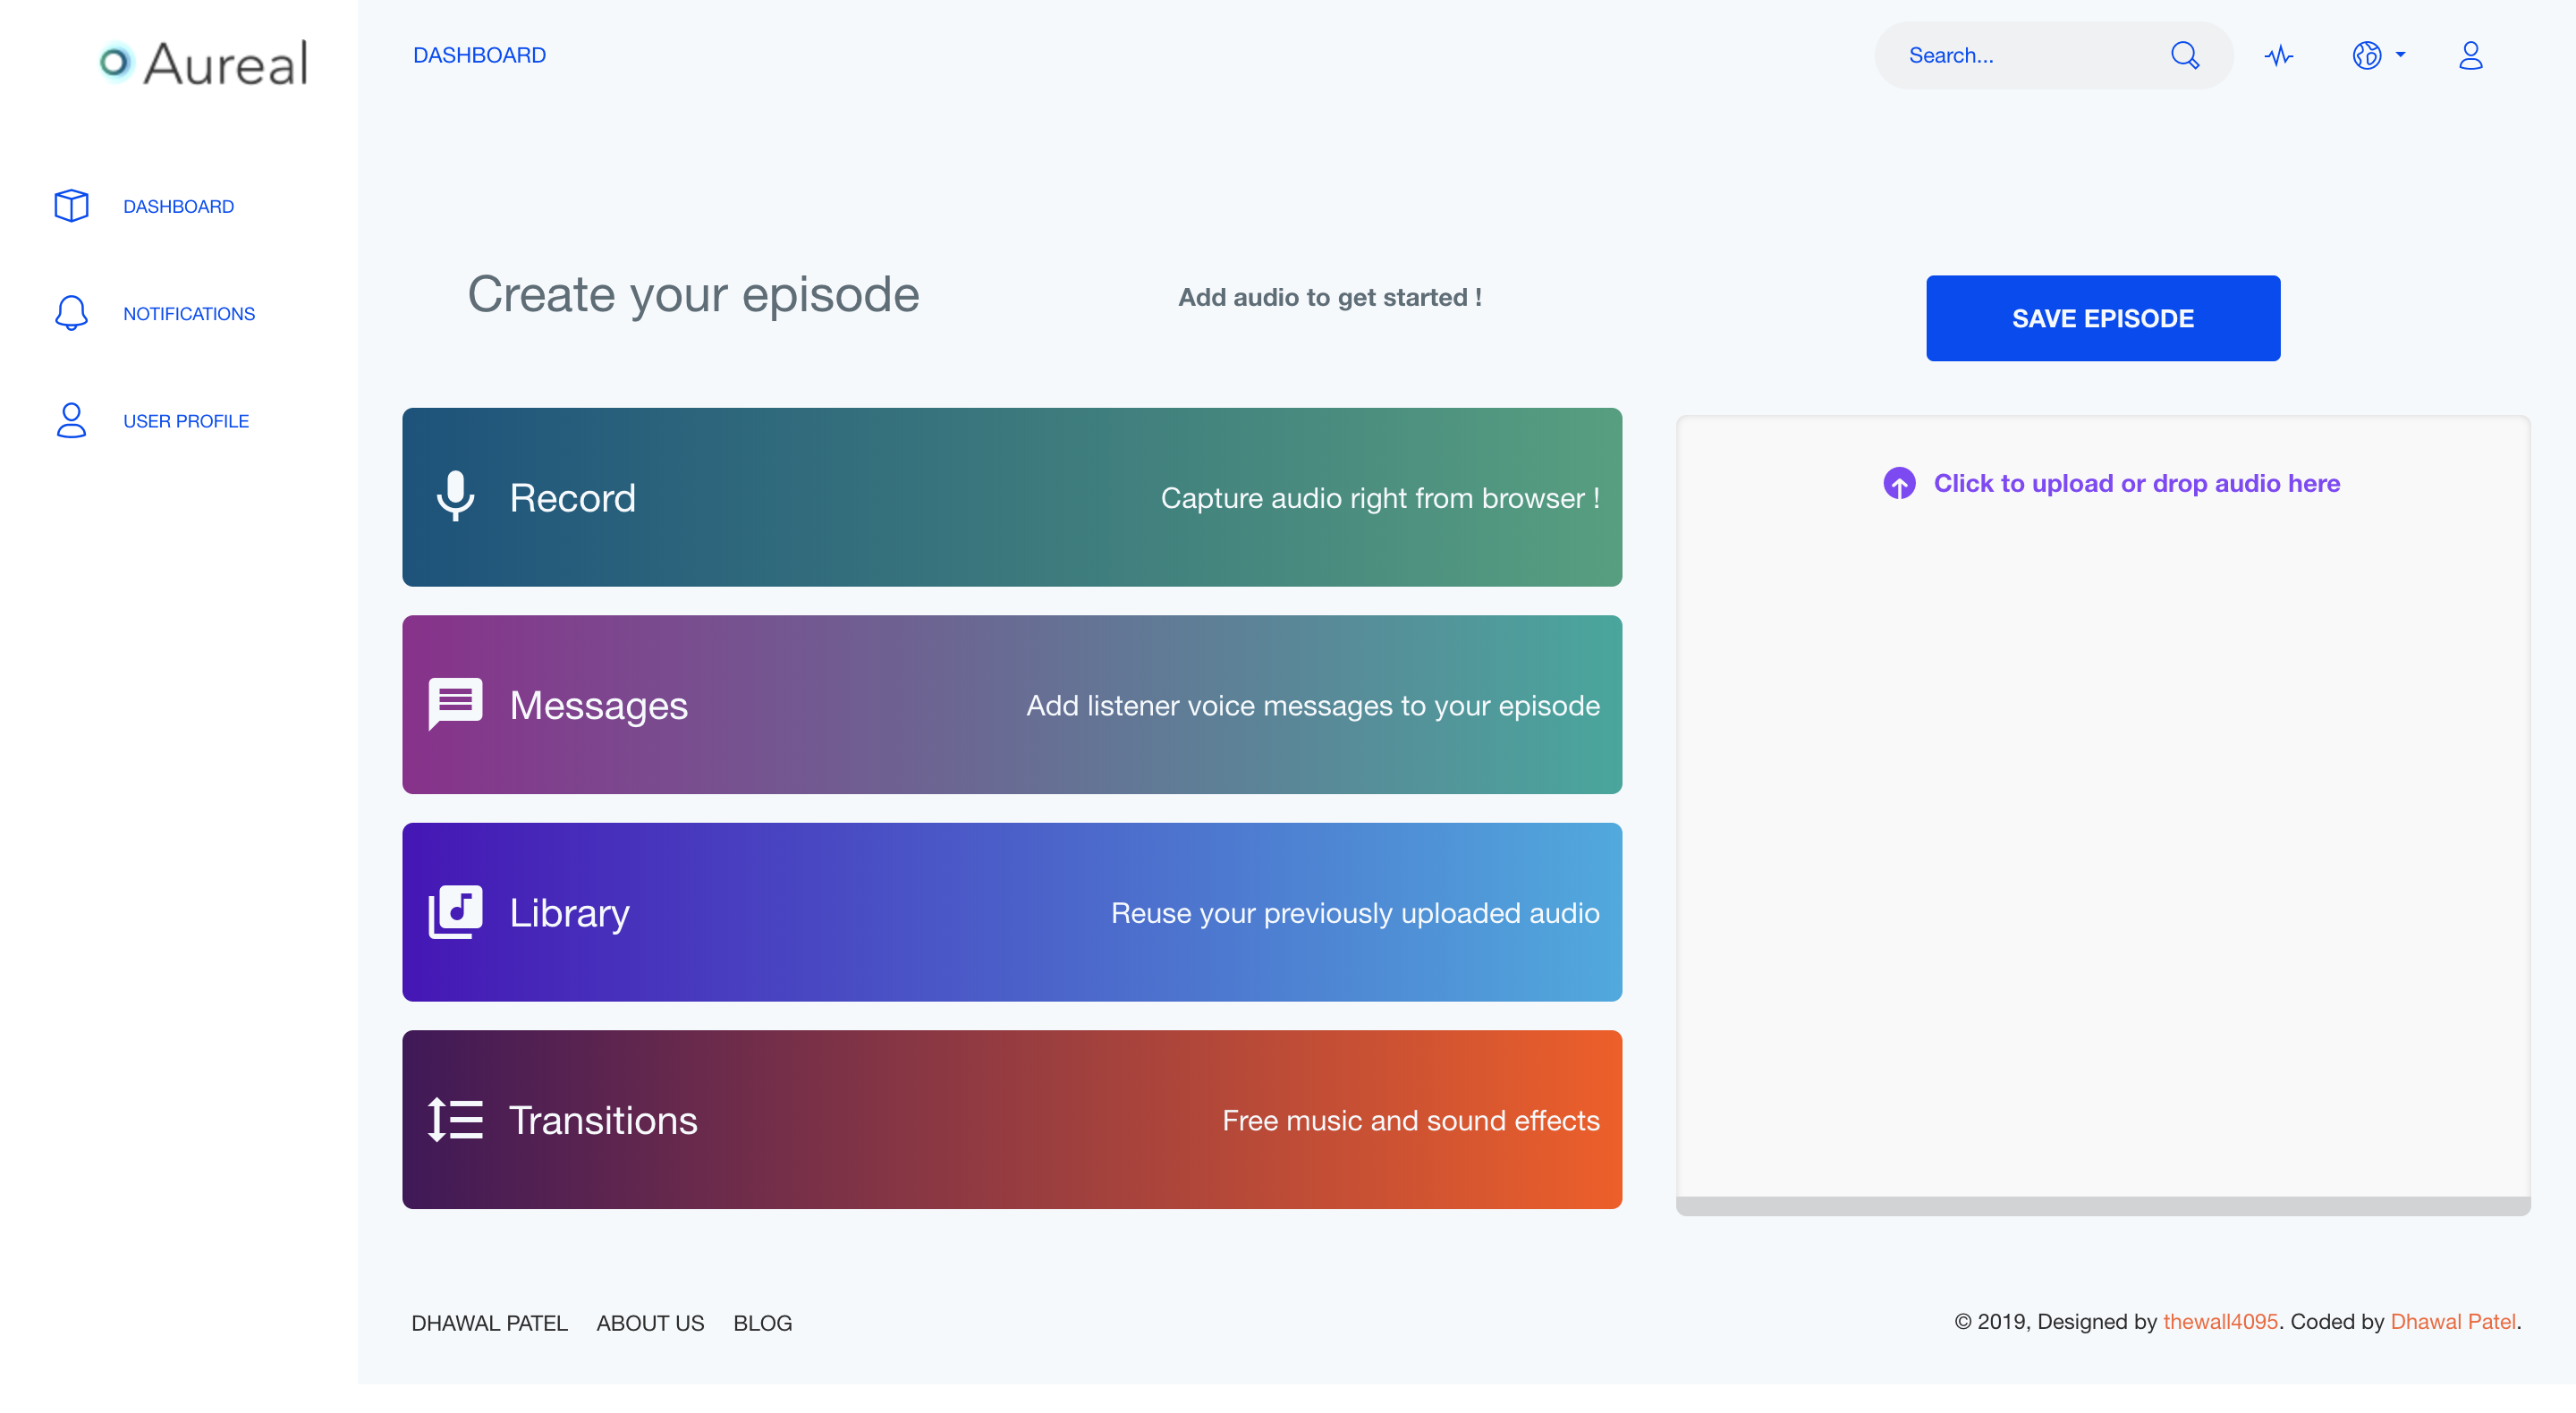 Aureal
DASHBOARD
NOTIFICATIONS
USER PROFILE
DASHBOARD
Search...
Create your episode
Add audio to get started !
SAVE EPISODE
Record
Capture audio right from browser !
Messages
Add listener voice messages to your episode
Library
Reuse your previously uploaded audio
Transitions
Free music and sound effects
Click to upload or drop audio here
DHAWAL PATEL ABOUT US BLOG
© 2019, Designed by thewall4095. Coded by Dhawal Patel.